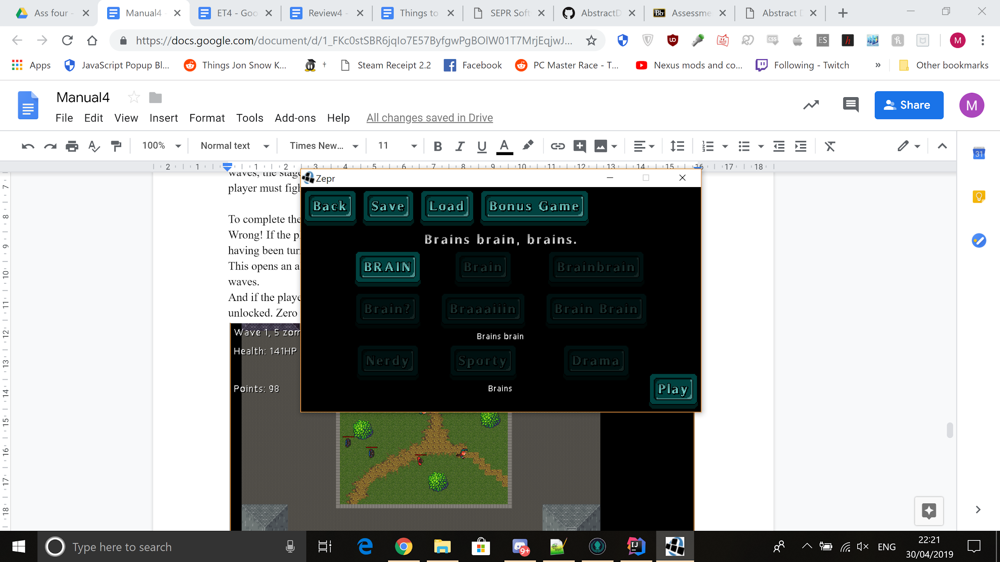 Ass four -
Manual4 -
ET4 - Goo
Review4 -
Things to
SEPR Soft
AbstractD
Bb
Assessme
Abstract D
https://docs.google.com/document/d/1_FKc0stSBR6jqIo7E57ByfgwPgBOlW01T7MrjEqjwJ...
CSS
ES
h
M
Apps
JavaScript Popup Bl...
Things Jon Snow K...
†
Steam Receipt 2.2
Facebook
PC Master Race - T...
Nexus mods and co...
Following - Twitch
»
Other bookmarks
Manual4
Share
M
File Edit View Insert Format Tools Add-ons Help All changes saved in Drive
100% Normal text Times New... 11
31
2 1 1 2 3 4 5 6 7 8 9 10 11 12 13 14 15 16 17 18
7
8
9
10
11
12
13
14
15
16
17
18
waves, the stage
player must figh
To complete the
Wrong! If the pl
having been tur
This opens an a
waves.
And if the playe
unlocked. Zero
Wave 1, 5 zom
Health: 141HP
Points: 98
Zepr
Back Save Load Bonus Game
Brains brain, brains.
BRAIN Brain Brainbrain
Brain? Braaaiiin Brain Brain
Brains brain
Nerdy Sporty Drama
Brains
Play
Type here to search
9+
IJ
ENG
22:21
30/04/2019